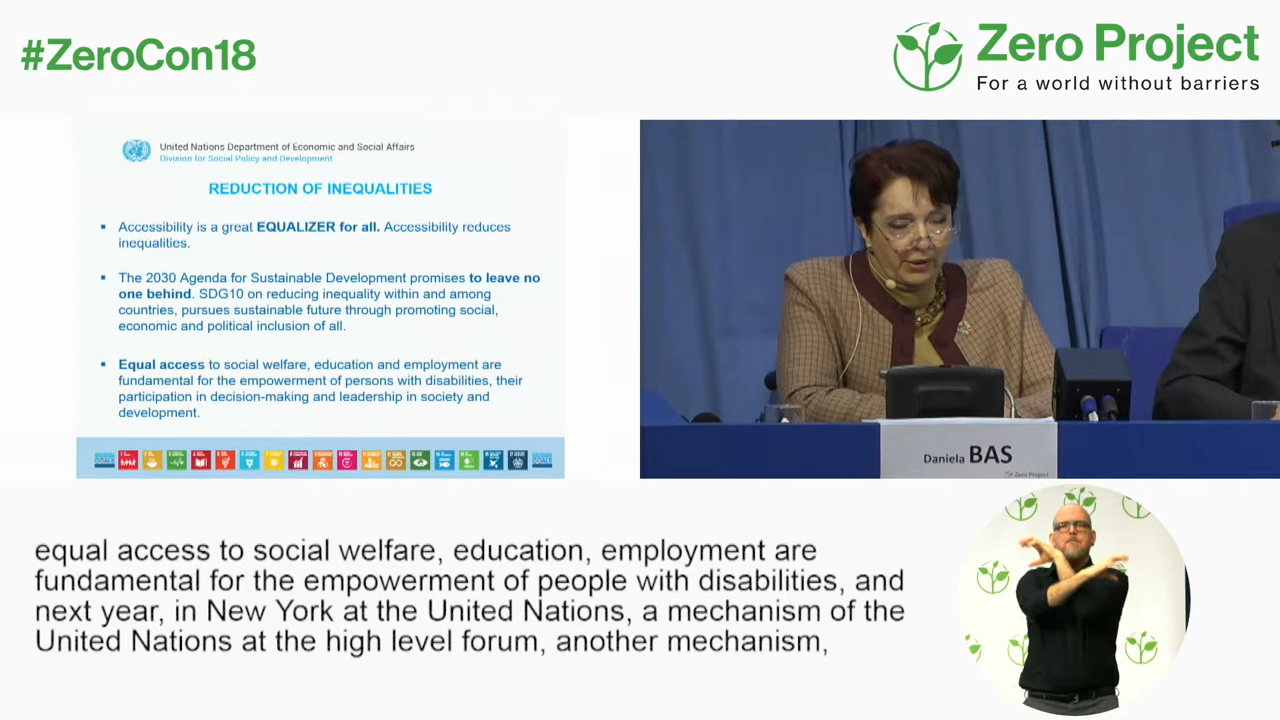 #ZeroCon18
Zero Project
For a world without barriers
United Nations Department of Economic and Social Affairs
Division for Social Policy and Development
REDUCTION OF INEQUALITIES
▪ Accessibility is a great EQUALIZER for all. Accessibility reduces
inequalities.
▪ The 2030 Agenda for Sustainable Development promises to leave no
one behind. SDG10 on reducing inequality within and among
countries, pursues sustainable future through promoting social,
economic and political inclusion of all.
▪ Equal access to social welfare, education and employment are
fundamental for the empowerment of persons with disabilities, their
participation in decision-making and leadership in society and
development.
Daniela BAS
Zero Project
equal access to social welfare, education, employment are
fundamental for the empowerment of people with disabilities, and
next year, in New York at the United Nations, a mechanism of the
United Nations at the high level forum, another mechanism,